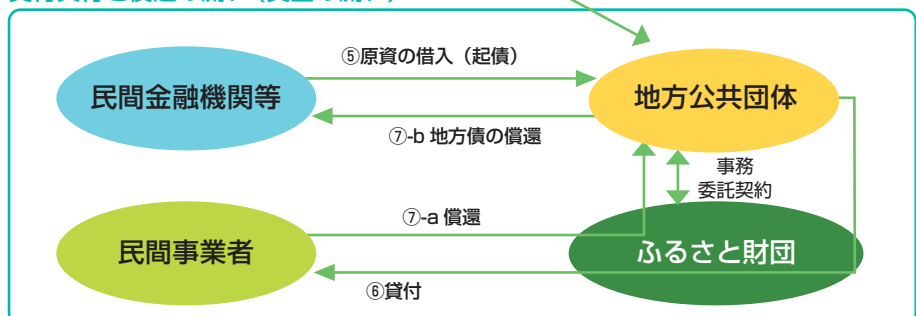 ⑤原資の借入（起債）
民間金融機関等
地方公共団体
⑦-b 地方債の償還
事務
委託契約
⑦-a 償還
民間事業者
ふるさと財団
⑥貸付